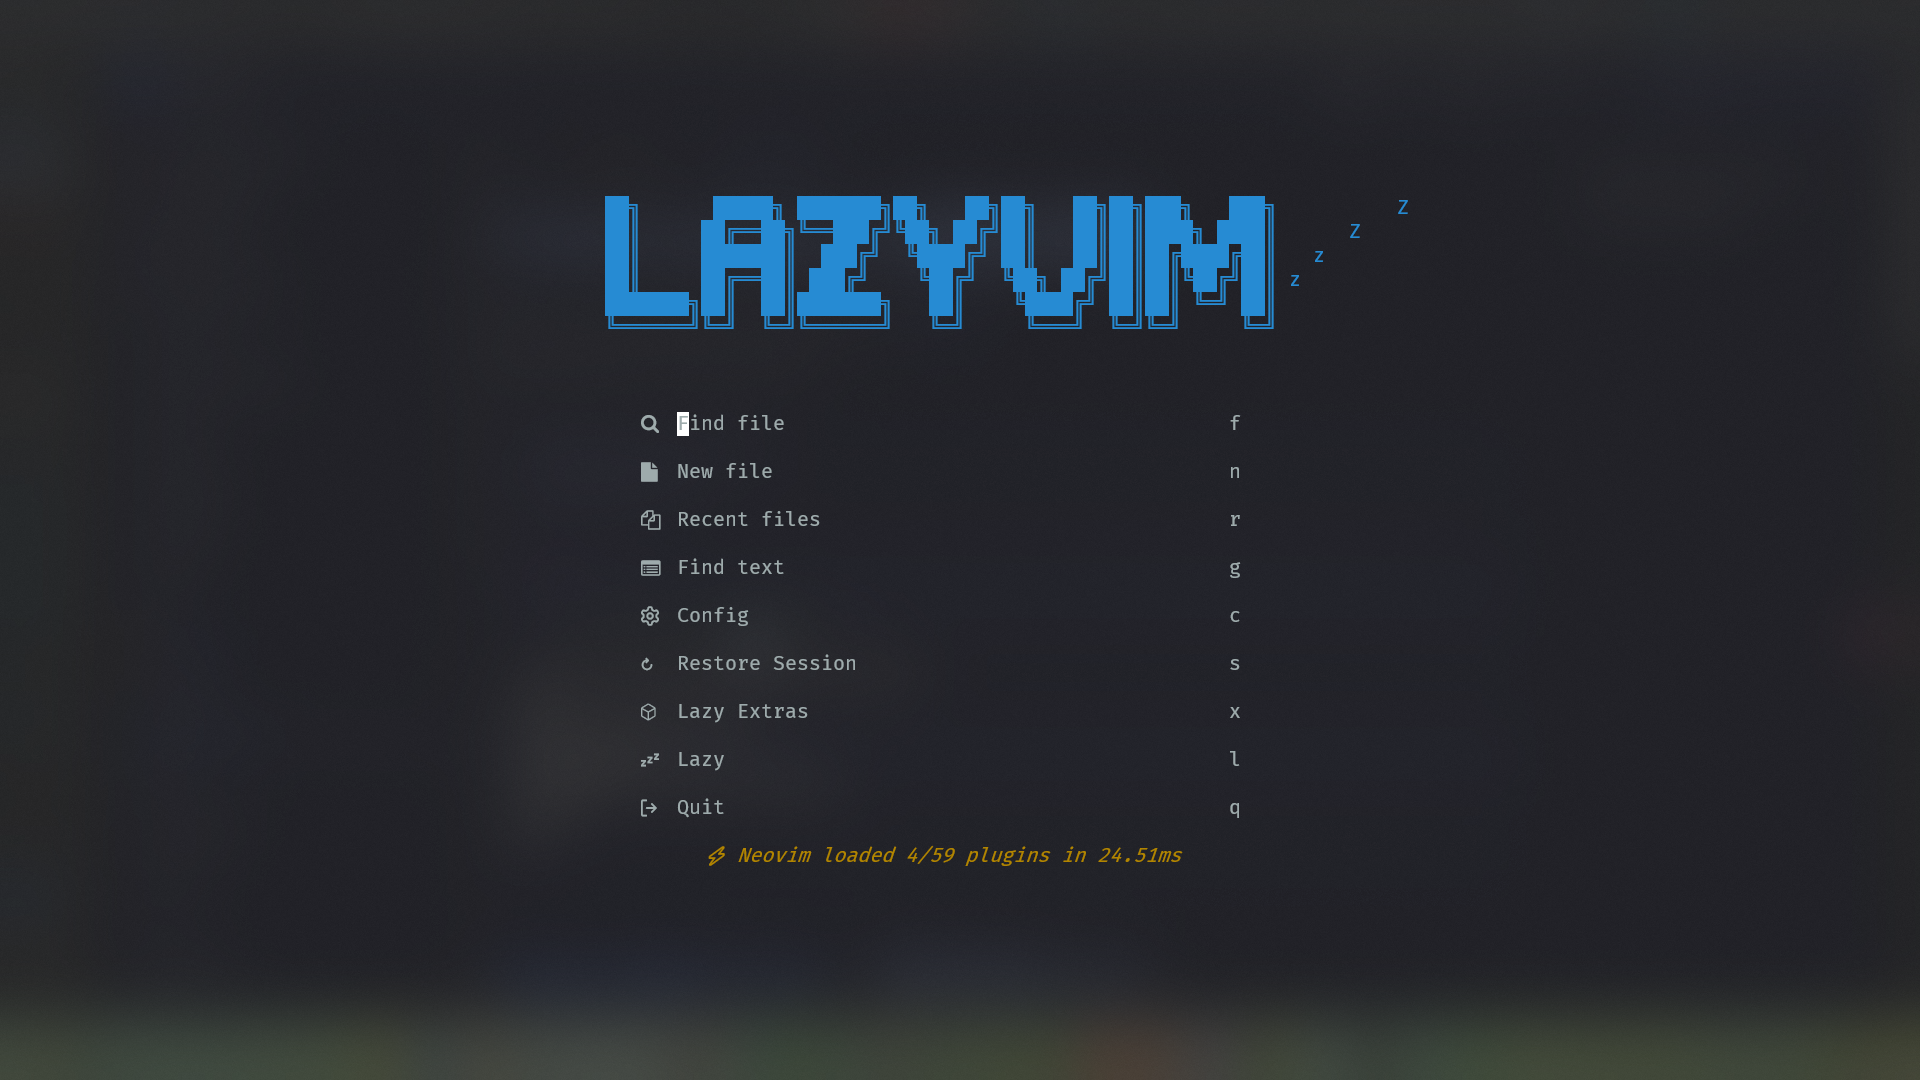 LAZYVIM
Z
Z
z
z
Find file f
New file n
Recent files r
Find text g
Config c
Restore Session s
Lazy Extras x
Lazy l
Quit q
Neovim loaded 4/59 plugins in 24.51ms